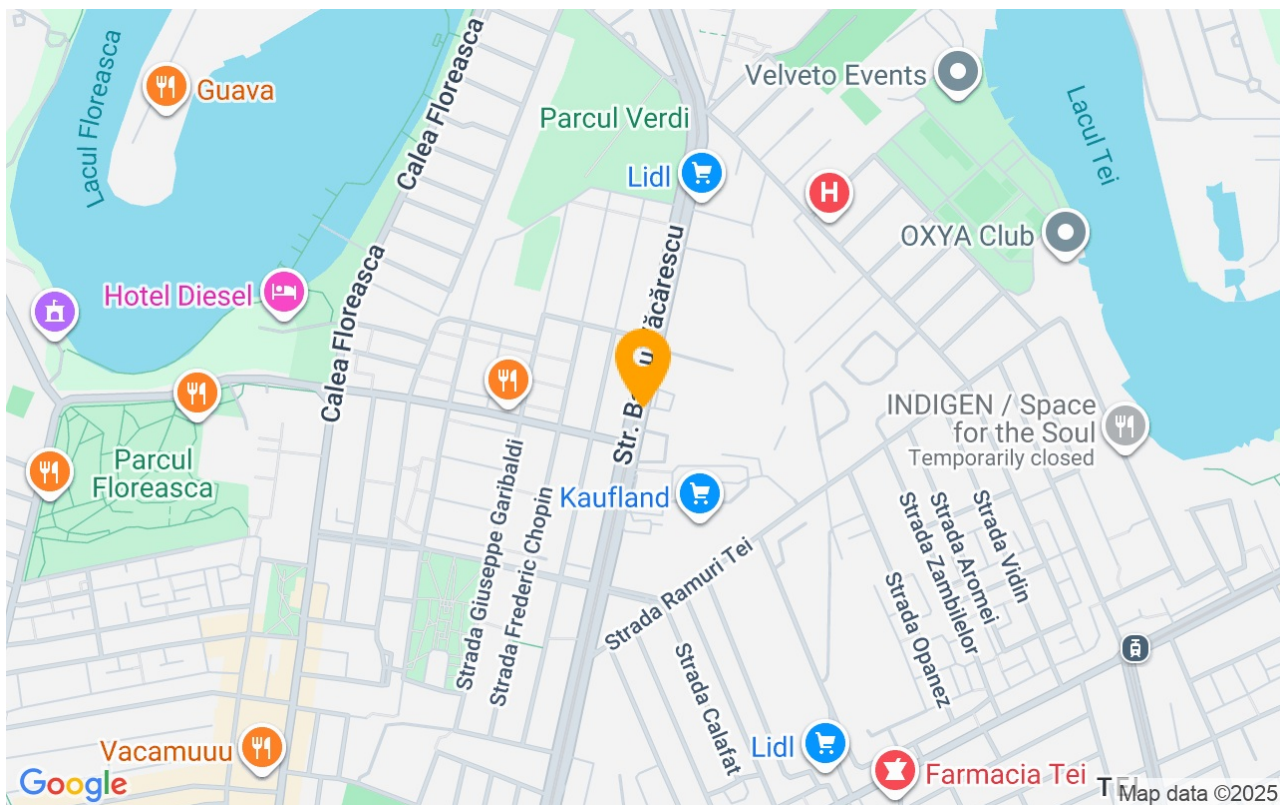 Lacul Floreasca
Guava
Calea Floreasca
Parcul Verdi
Velveto Events
Lacul Tei
Lidl
H
OXYA Club
Hotel Diesel
Calea Floreasca
INDIGEN / Space
for the Soul
Temporarily closed
Parcul
Floreasca
Str.
Kaufland
Strada Giuseppe Garibaldi
Strada Frederic Chopin
Strada Ramuri Tei
Strada Calafat
Strada Opanez
Strada Zambilelor
Strada Aromei
Strada Vidin
Vacamuuu
Lidl
Farmacia Tei
Google
Map data ©2025